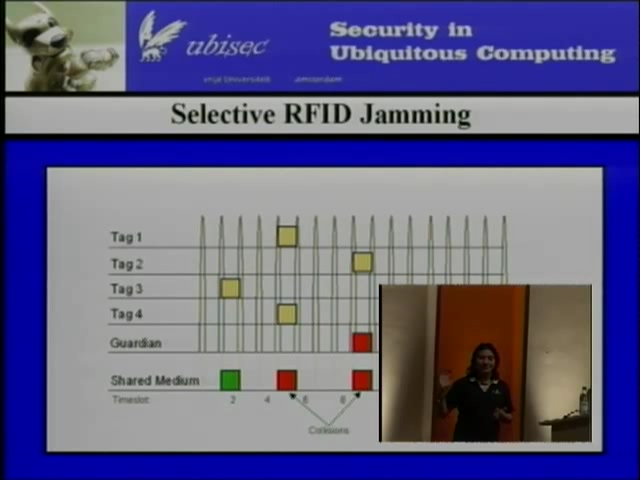 ubisec
Security in
Ubiquitous Computing
vrije Universiteit amsterdam
Selective RFID Jamming
Tag 1
Tag 2
Tag 3
Tag 4
Guardian
Shared Medium
Timeslot: 2 4 6 8
Collisions